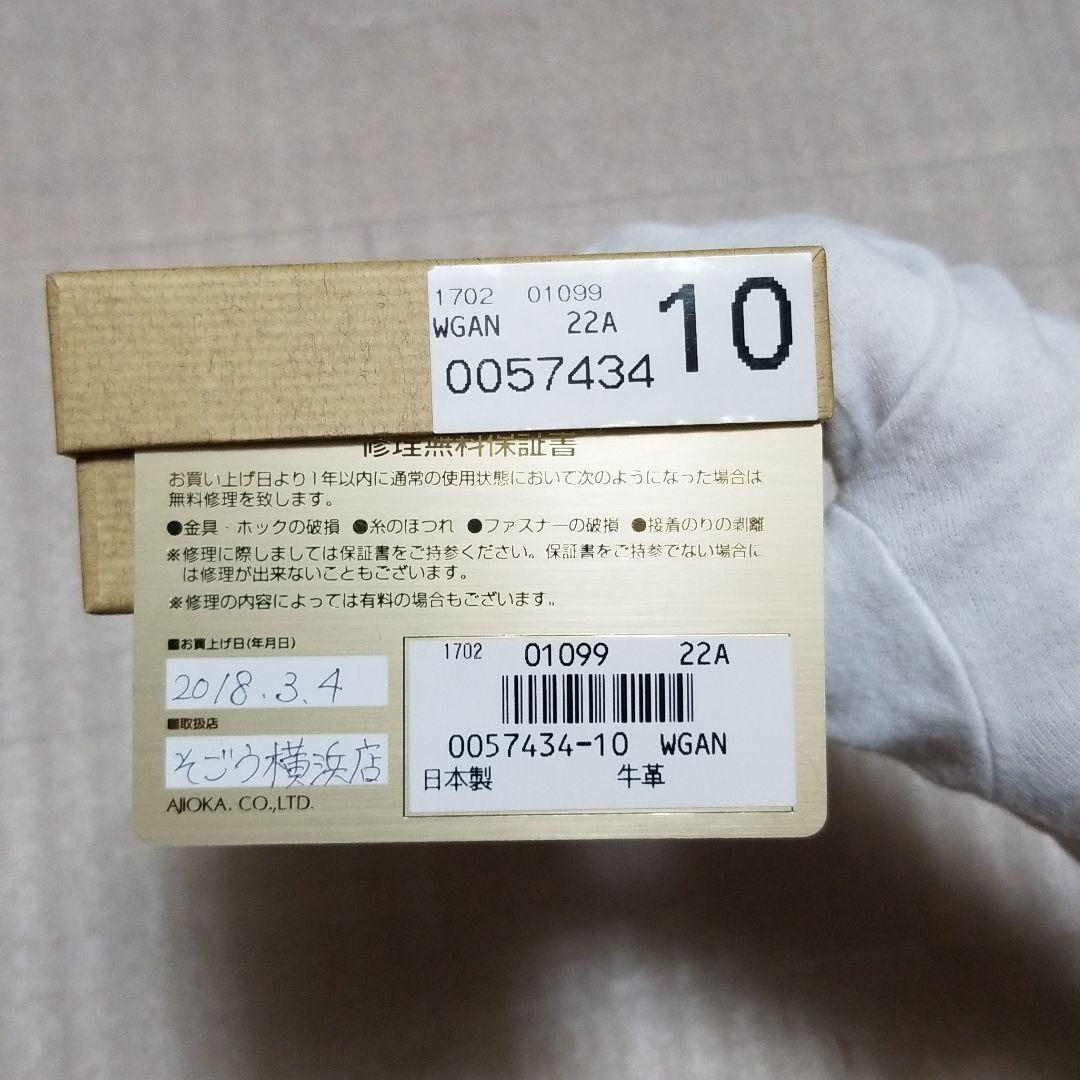 1702 01099
WGAN 22A
10
0057434
修理無料保証書
お買い上げ日より1年以内に通常の使用状態において次のようになった場合は
無料修理を致します。
●金具・ホックの破損 ●糸のほつれ ●ファスナーの破損 ●接着のりの剥離
※修理に際しましては保証書をご持参ください。保証書をご持参でない場合に
は修理が出来ないこともございます。
※修理の内容によっては有料の場合もございます。
■お買上げ日(年月日)
2018.3.4
■取扱店
そごう横浜店
AJIOKA. CO.,LTD.
1702 01099 22A
0057434-10 WGAN
日本製 牛革